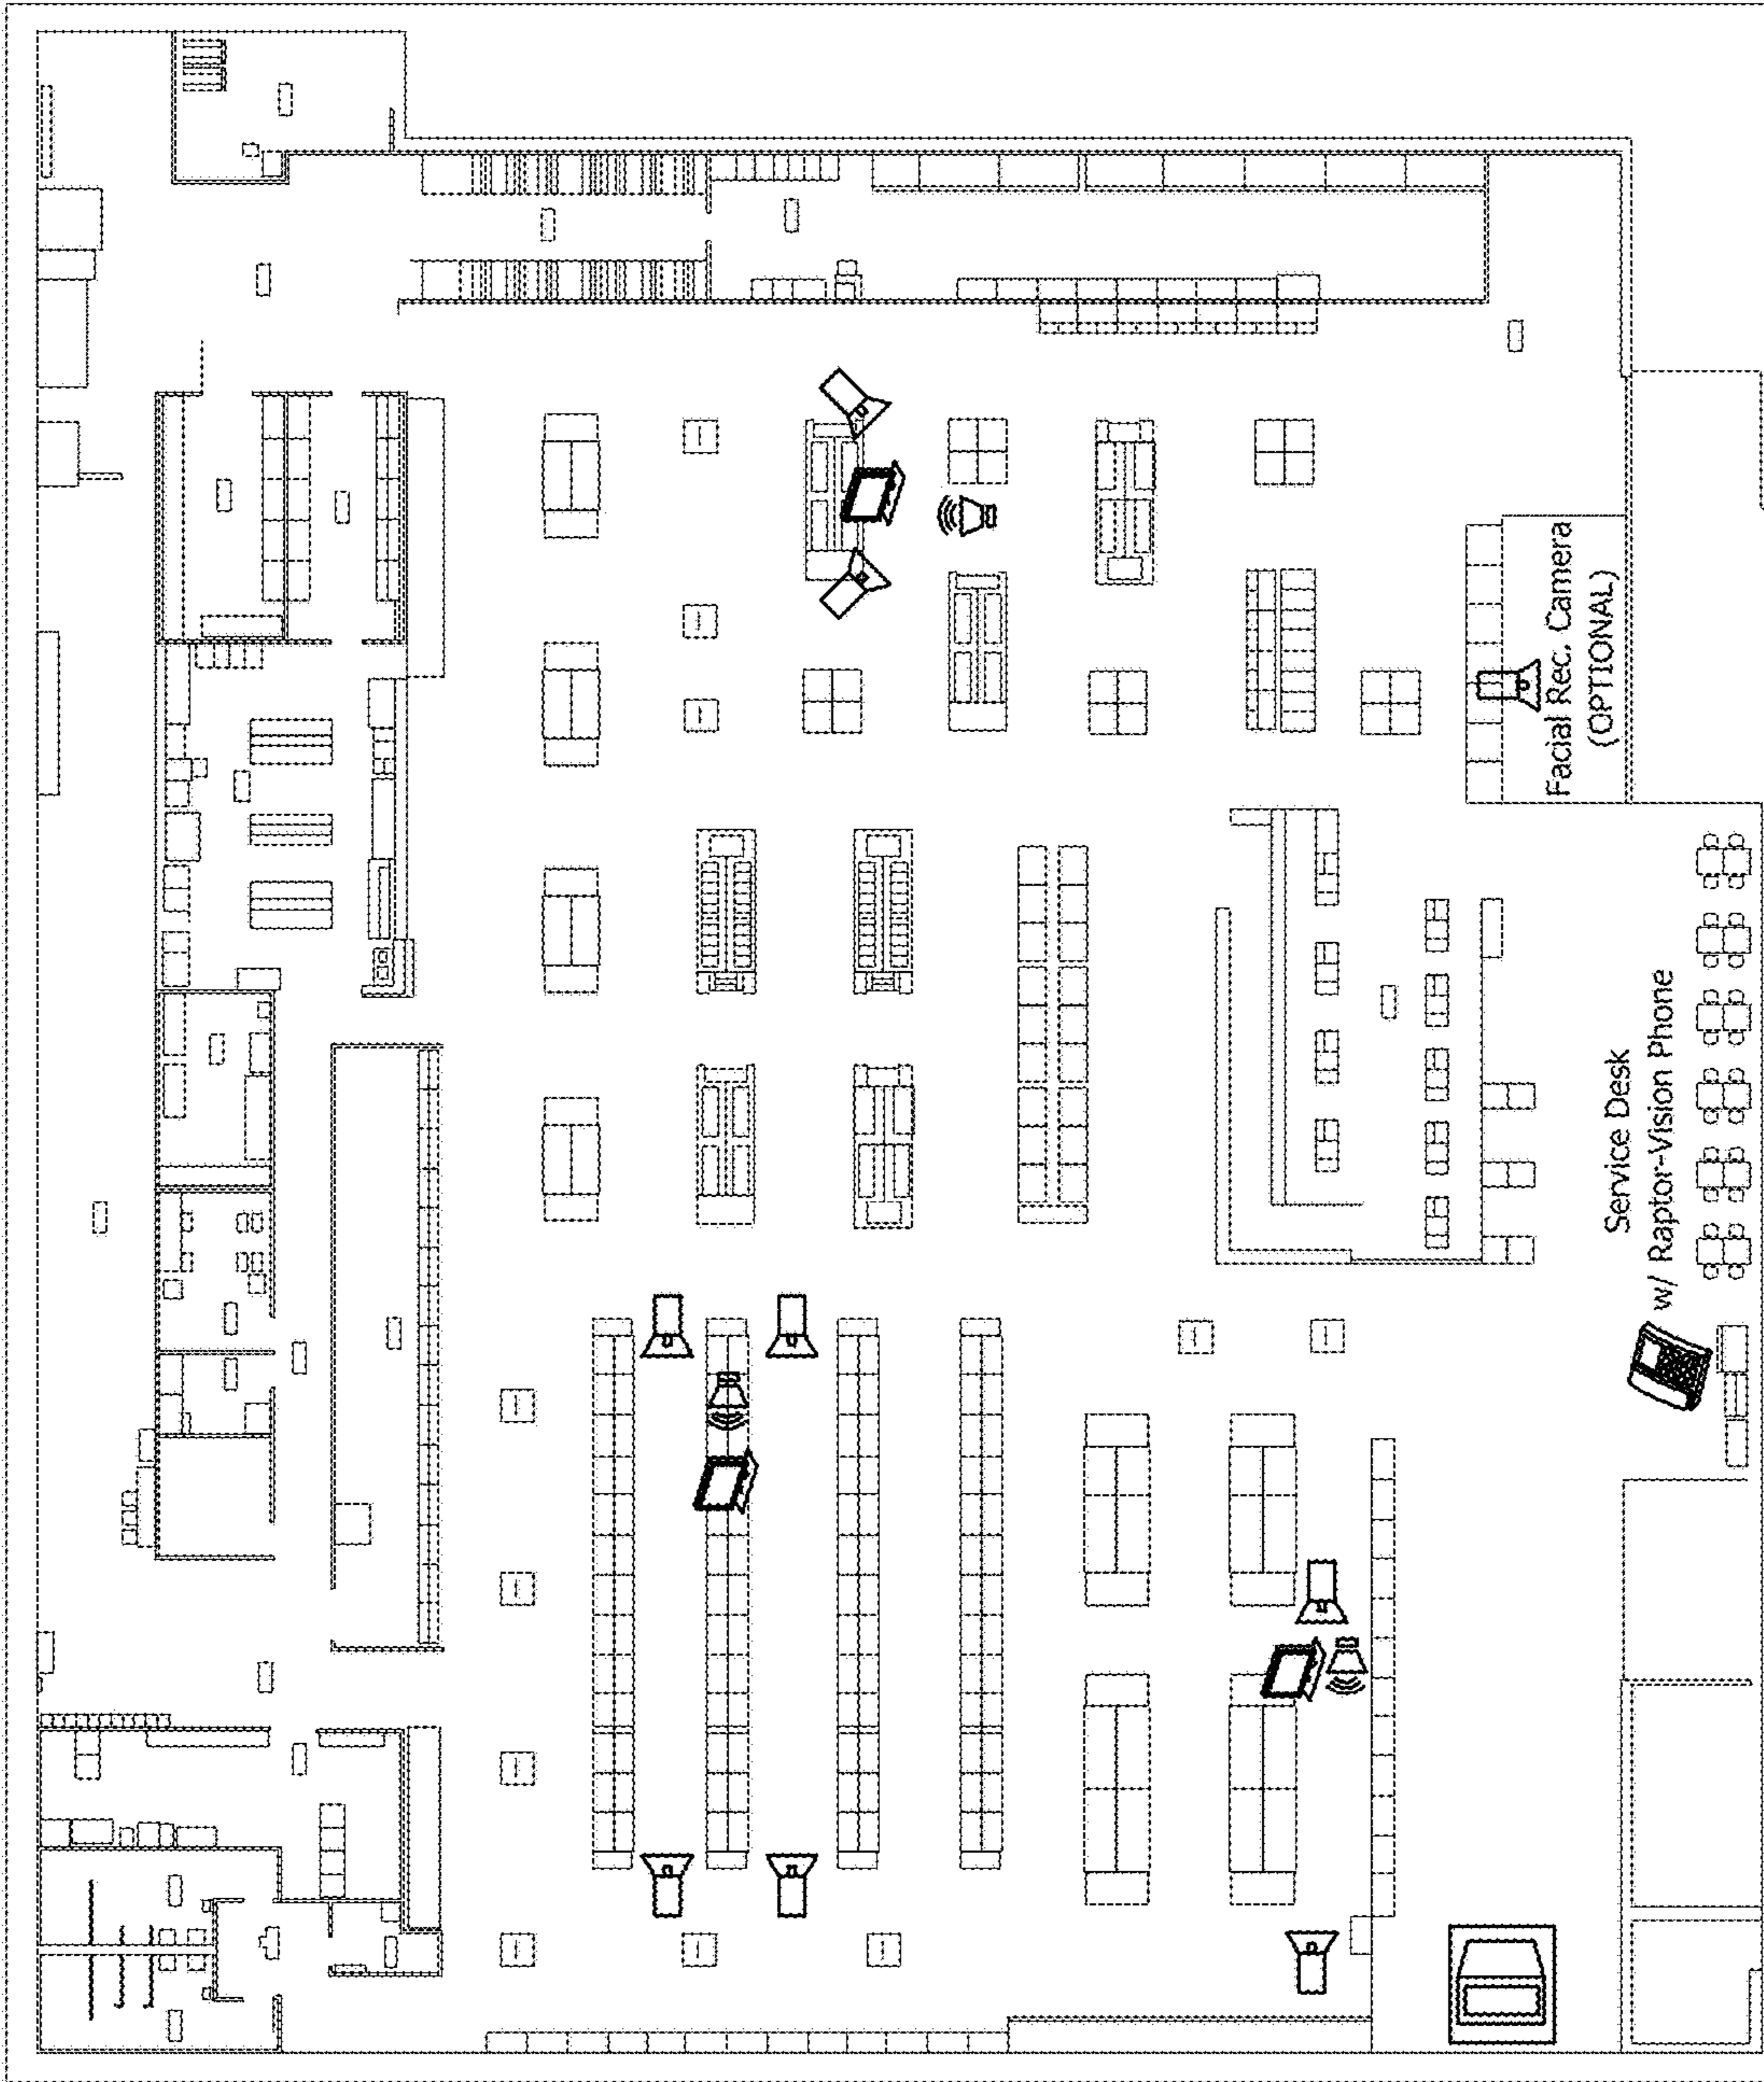 Facial Rec. Camera
(OPTIONAL)
Service Desk
w/ Raptor-Vision Phone